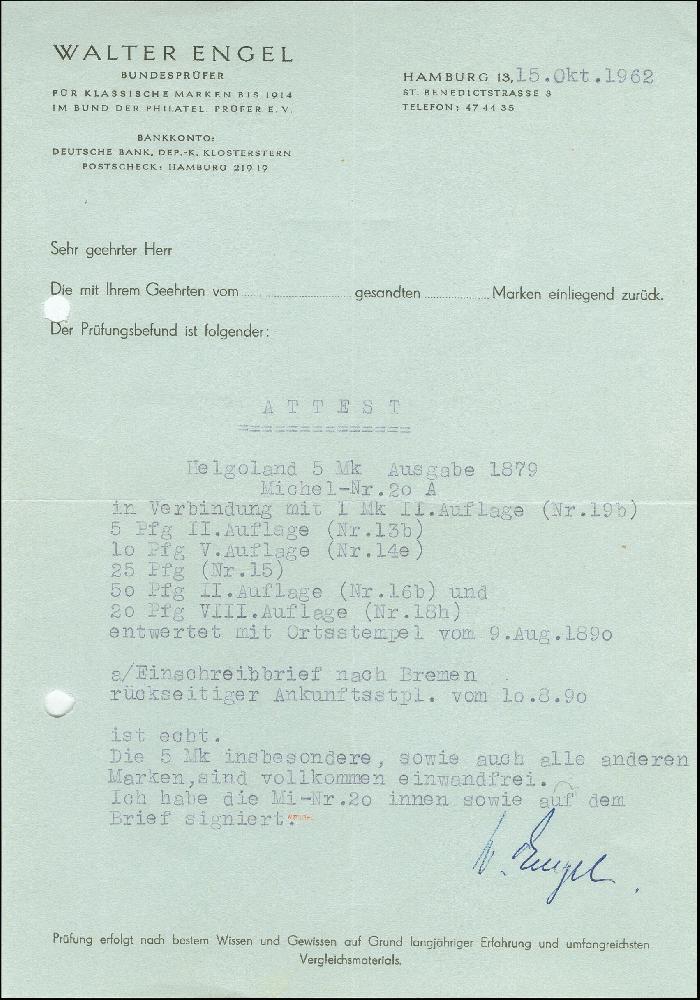 WALTER ENGEL
BUNDESPRÜFER
FÜR KLASSISCHE MARKEN BIS 1914
IM BUND DER PHILATEL. PRÜFER E.V.
BANKKONTO:
DEUTSCHE BANK, DEP.-K. KLOSTERSTERN
POSTSCHECK: HAMBURG 219 19
HAMBURG 13, 15.Okt.1962
ST. BENEDICTSTRASSE 8
TELEFON: 47 44 35
Sehr geehrter Herr
Die mit Ihrem Geehrten vom ........ gesandten ........ Marken einliegend zurück.
Der Prüfungsbefund ist folgender:
A T T E S T
==============
Helgoland 5 Mk Ausgabe 1879
Michel-Nr.2o A
in Verbindung mit 1 Mk II.Auflage (Nr.19b)
5 Pfg II.Auflage (Nr.13b)
1o Pfg V.Auflage (Nr.14e)
25 Pfg (Nr.15)
5o Pfg II.Auflage (Nr.16b) und
2o Pfg VIII.Auflage (Nr.18h)
entwertet mit Ortsstempel vom 9.Aug.189o
a/Einschreibbrief nach Bremen
rückseitiger Ankunftsstpl. vom 1o.8.9o
ist echt.
Die 5 Mk insbesondere, sowie auch alle anderen
Marken,sind vollkommen einwandfrei.
Ich habe die Mi-Nr.2o innen sowie auf dem
Brief signiert.
W. Engel.
Prüfung erfolgt nach bestem Wissen und Gewissen auf Grund langjähriger Erfahrung und umfangreichsten
Vergleichsmaterials.